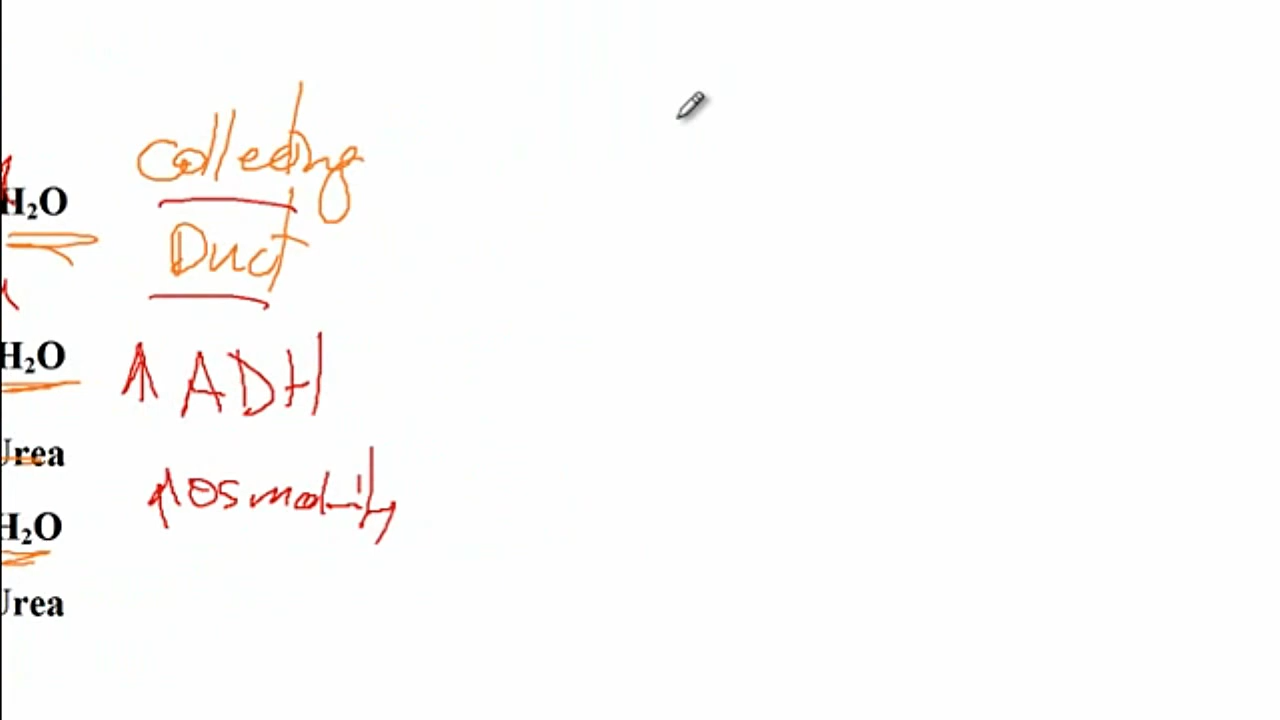 Collecting
H₂O
Duct
H₂O
↑ ADH
Urea
↑ osmolality
H₂O
Urea